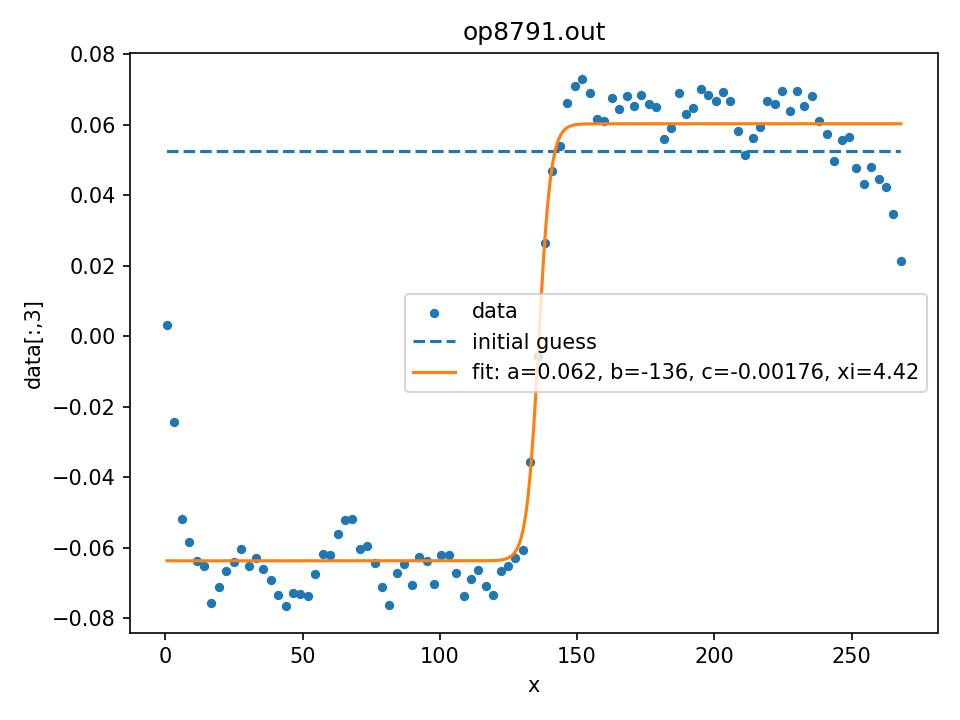 op8791.out
0.08
0.06
0.04
0.02
0.00
−0.02
−0.04
−0.06
−0.08
data[:,3]
data
initial guess
fit: a=0.062, b=-136, c=-0.00176, xi=4.42
0 50 100 150 200 250
x